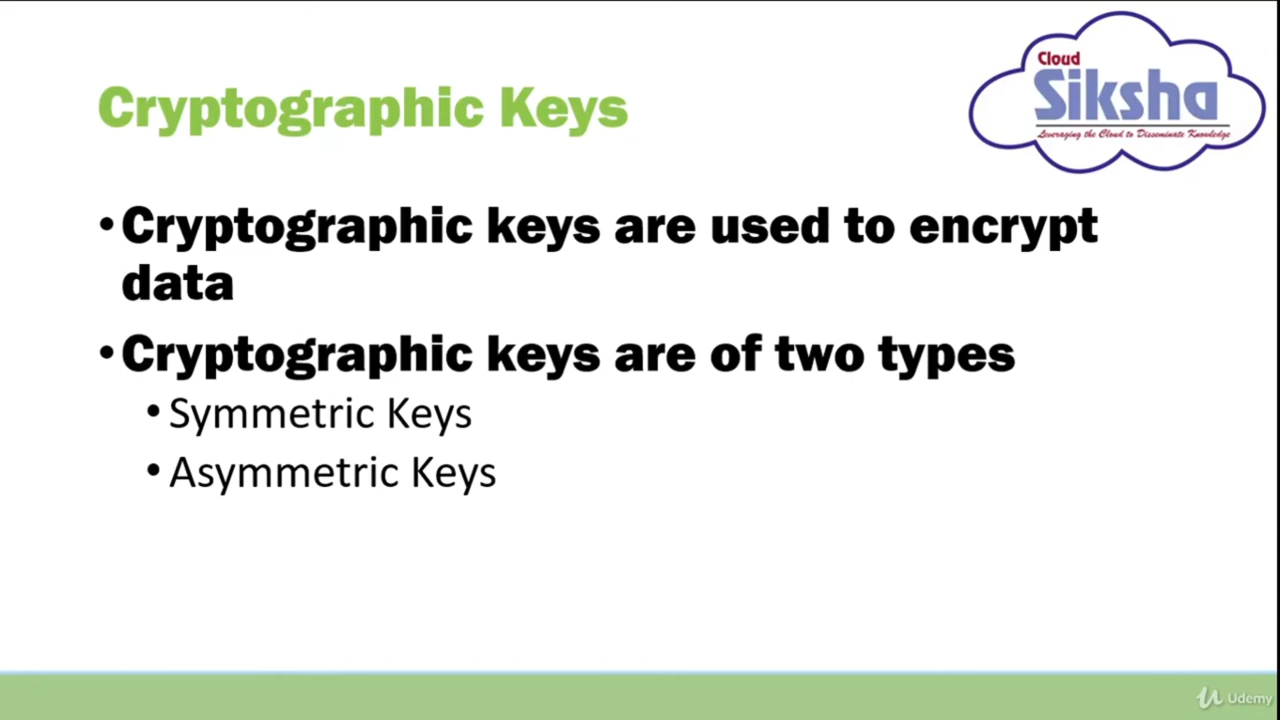 Cloud
Siksha
Leveraging the Cloud to Disseminate Knowledge
Cryptographic Keys
•Cryptographic keys are used to encrypt
data
•Cryptographic keys are of two types
•Symmetric Keys
•Asymmetric Keys
Udemy